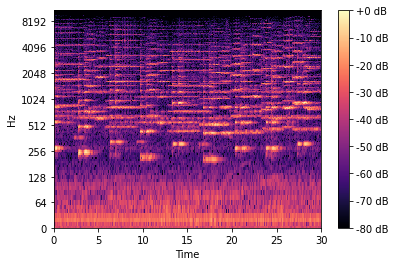 Hz
8192
4096
2048
1024
512
256
128
64
0
0 5 10 15 20 25 30
Time
+0 dB
-10 dB
-20 dB
-30 dB
-40 dB
-50 dB
-60 dB
-70 dB
-80 dB